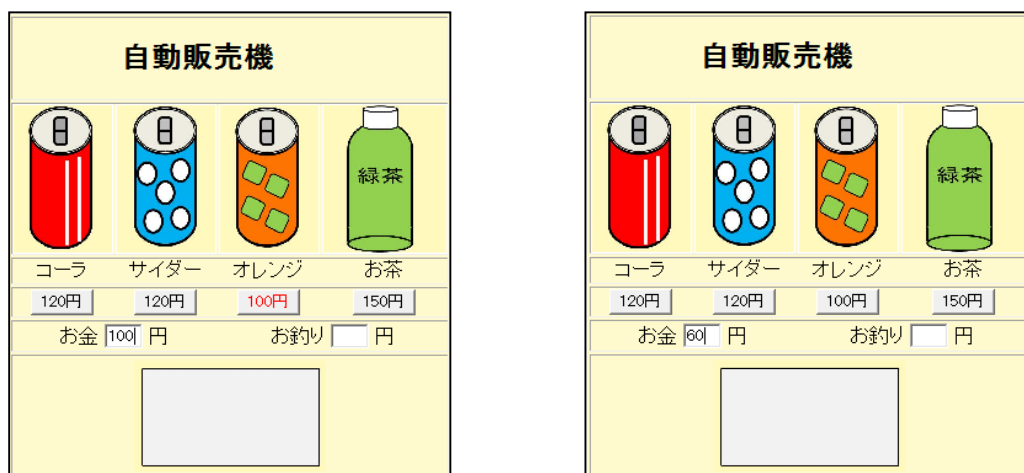 自動販売機
緑茶
コーラ サイダー オレンジ お茶
120円 120円 100円 150円
お金 100 円 お釣り 円
自動販売機
緑茶
コーラ サイダー オレンジ お茶
120円 120円 100円 150円
お金 60 円 お釣り 円